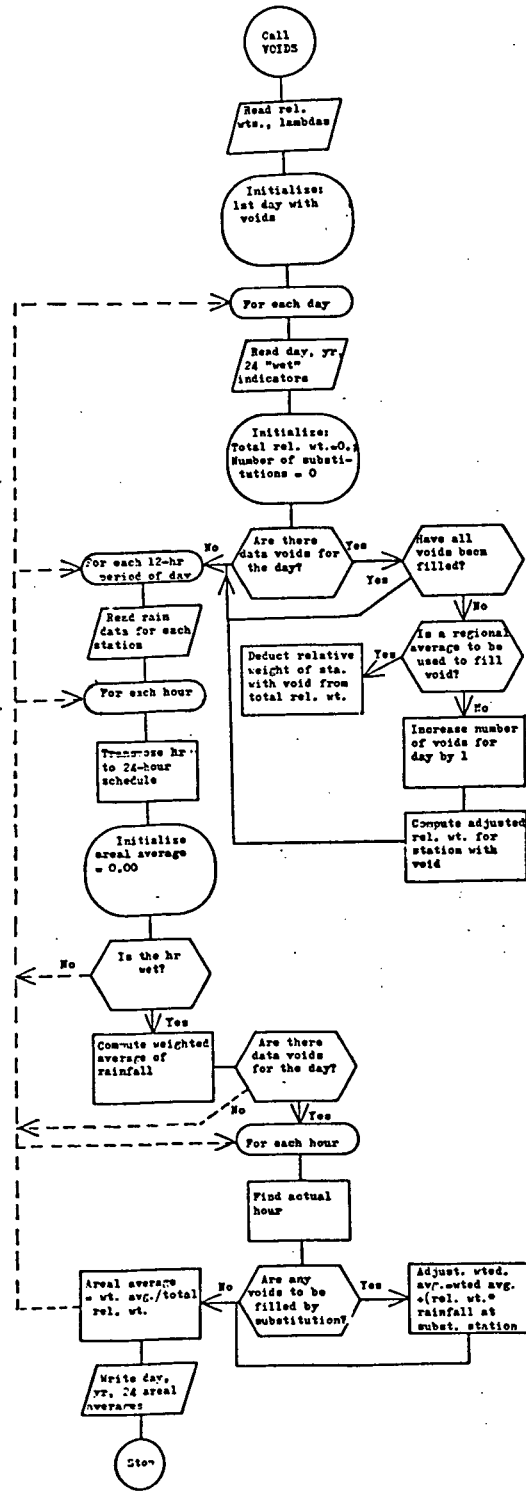 Call
VOIDS
Read rel.
wts., lambdas
Initialize:
1st day with
voids
For each day
Read day, yr,
24 "wet"
indicators
Initialize:
Total rel. wt.=0.;
Number of substi-
tutions = 0
Are there
data voids for
the day?
No
Yes
Have all
voids been
filled?
Yes
No
Is a regional
average to be
used to fill
void?
Yes
No
Deduct relative
weight of sta.
with void from
total rel. wt.
Increase number
of voids for
day by 1
Compute adjusted
rel. wt. for
station with
void
For each 12-hr
period of day
Read rain
data for each
station
For each hour
Transpose hr
to 24-hour
schedule
Initialize
areal average
= 0.00
Is the hr
wet?
No
Yes
Compute weighted
average of
rainfall
Are there
data voids
for the day?
No
Yes
For each hour
Find actual
hour
Are any
voids to be
filled by
substitution?
No
Yes
Adjust. wted.
avg.=wted avg.
+(rel. wt.*
rainfall at
subst. station
Areal average
= wt. avg./total
rel. wt.
Write day,
yr, 24 areal
averages
Stop